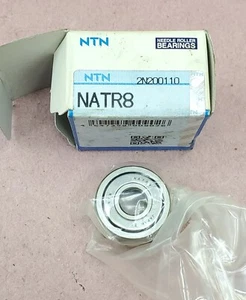 NTN
NEEDLE ROLLER
BEARINGS
NTN
2N200110
NATR8